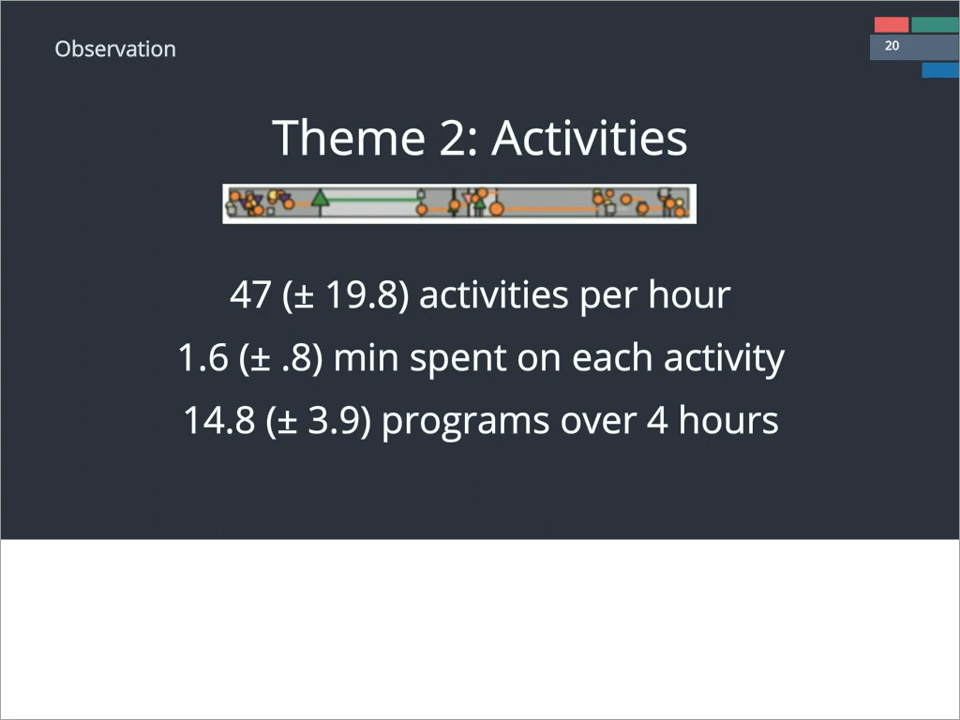 Observation
20
Theme 2: Activities
47 (± 19.8) activities per hour
1.6 (± .8) min spent on each activity
14.8 (± 3.9) programs over 4 hours